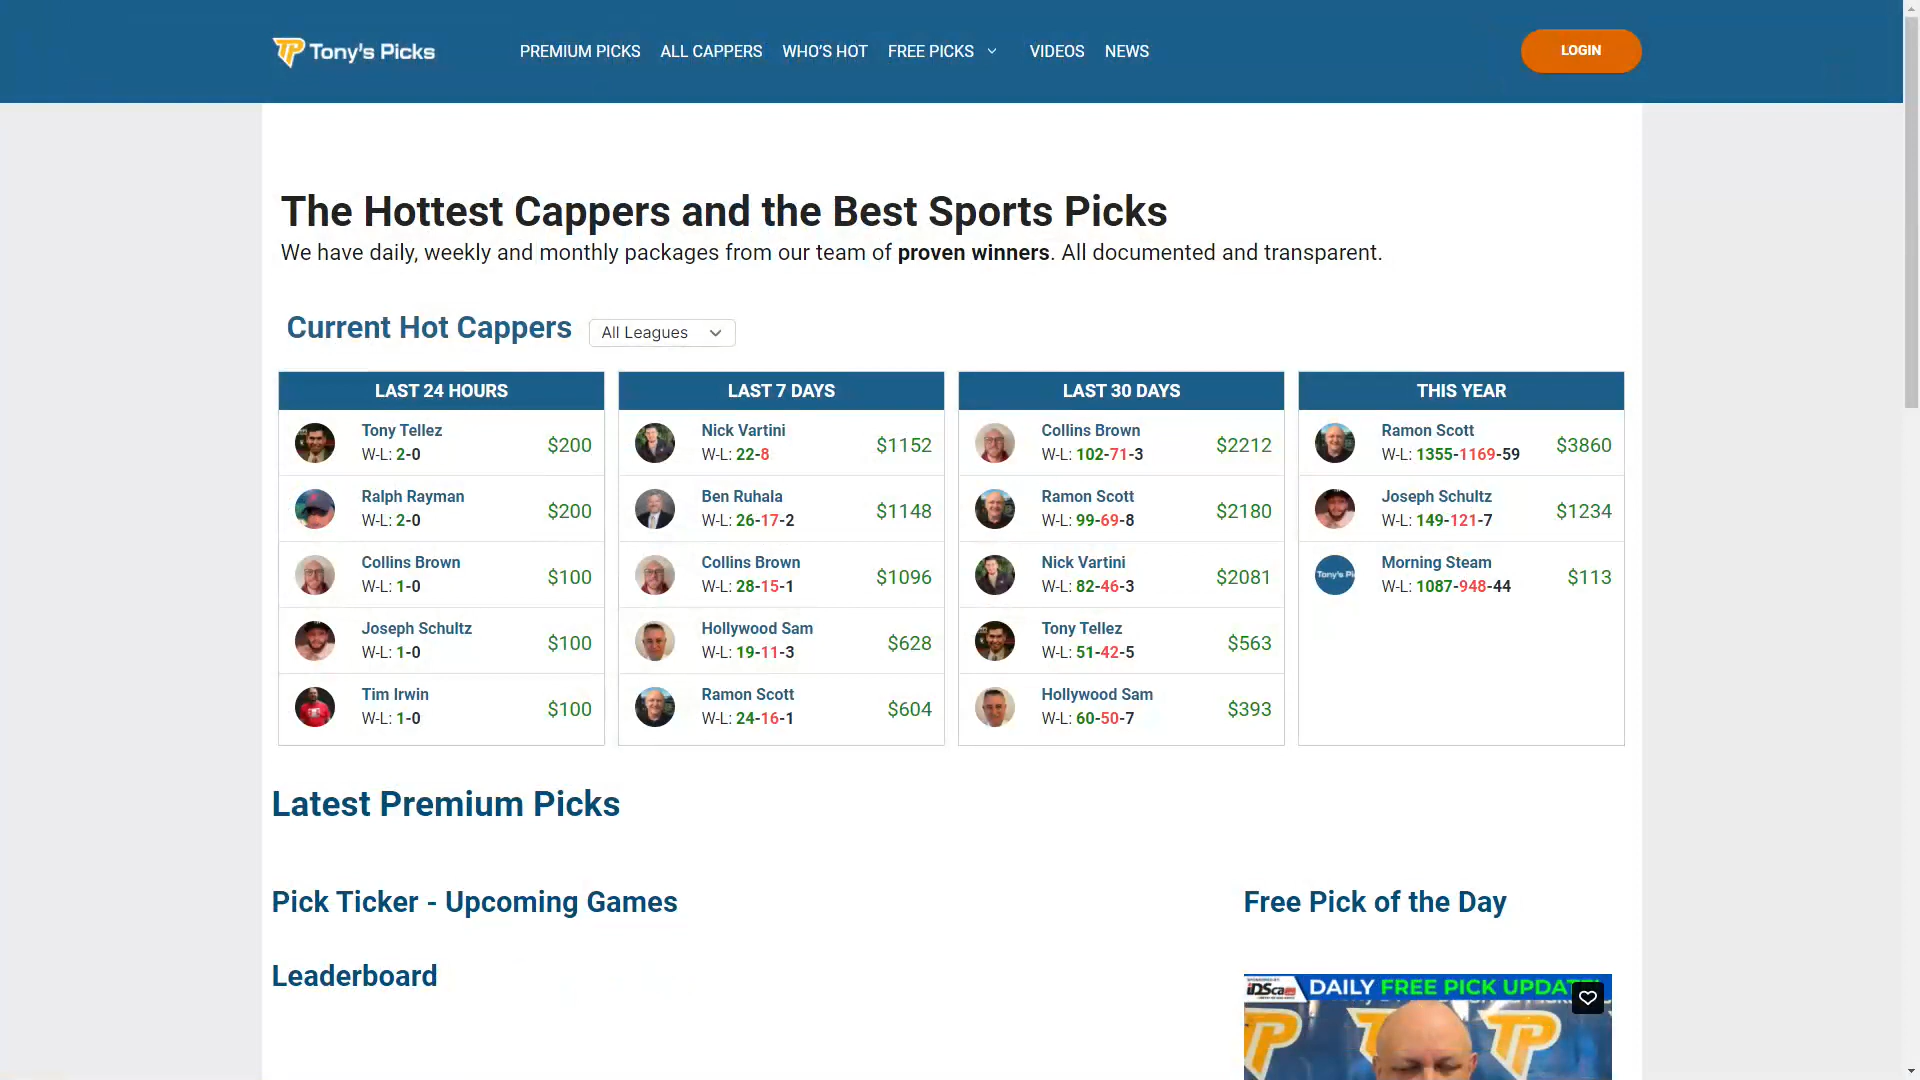 Tony's Picks
PREMIUM PICKS ALL CAPPERS WHO'S HOT FREE PICKS VIDEOS NEWS
LOGIN
The Hottest Cappers and the Best Sports Picks
We have daily, weekly and monthly packages from our team of proven winners. All documented and transparent.
Current Hot Cappers
All Leagues
LAST 24 HOURS
Tony Tellez
W-L: 2-0
$200
Ralph Rayman
W-L: 2-0
$200
Collins Brown
W-L: 1-0
$100
Joseph Schultz
W-L: 1-0
$100
Tim Irwin
W-L: 1-0
$100
LAST 7 DAYS
Nick Vartini
W-L: 22-8
$1152
Ben Ruhala
W-L: 26-17-2
$1148
Collins Brown
W-L: 28-15-1
$1096
Hollywood Sam
W-L: 19-11-3
$628
Ramon Scott
W-L: 24-16-1
$604
LAST 30 DAYS
Collins Brown
W-L: 102-71-3
$2212
Ramon Scott
W-L: 99-69-8
$2180
Nick Vartini
W-L: 82-46-3
$2081
Tony Tellez
W-L: 51-42-5
$563
Hollywood Sam
W-L: 60-50-7
$393
THIS YEAR
Ramon Scott
W-L: 1355-1169-59
$3860
Joseph Schultz
W-L: 149-121-7
$1234
Morning Steam
W-L: 1087-948-44
$113
Latest Premium Picks
Pick Ticker - Upcoming Games
Leaderboard
Free Pick of the Day
DAILY FREE PICK UPDATE